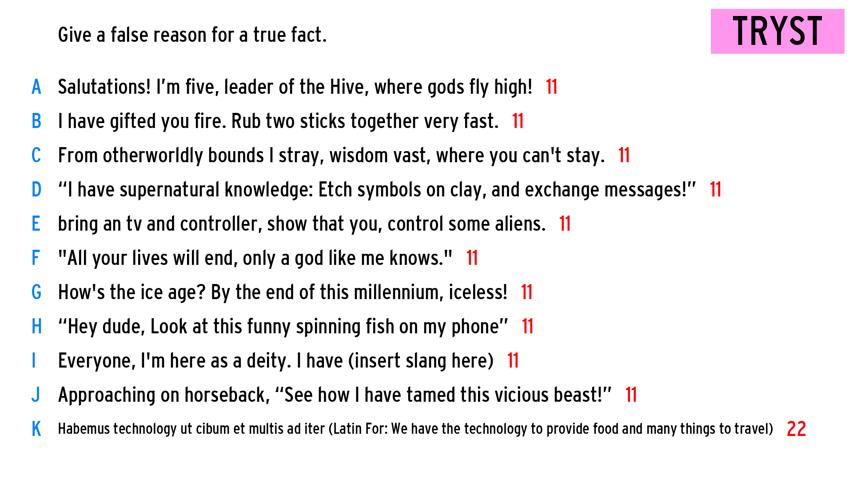 Give a false reason for a true fact.
TRYST
A Salutations! I'm five, leader of the Hive, where gods fly high! 11
B I have gifted you fire. Rub two sticks together very fast. 11
C From otherworldly bounds I stray, wisdom vast, where you can't stay. 11
D “I have supernatural knowledge: Etch symbols on clay, and exchange messages!” 11
E bring an tv and controller, show that you, control some aliens. 11
F "All your lives will end, only a god like me knows." 11
G How's the ice age? By the end of this millennium, iceless! 11
H “Hey dude, Look at this funny spinning fish on my phone” 11
I Everyone, I'm here as a deity. I have (insert slang here) 11
J Approaching on horseback, “See how I have tamed this vicious beast!” 11
K Habemus technology ut cibum et multis ad iter (Latin For: We have the technology to provide food and many things to travel) 22